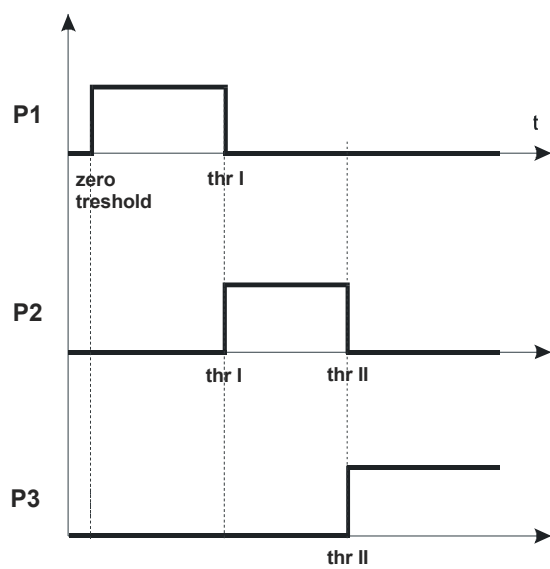 P1
t
zero
treshold
thr I
P2
thr I
thr II
P3
thr II